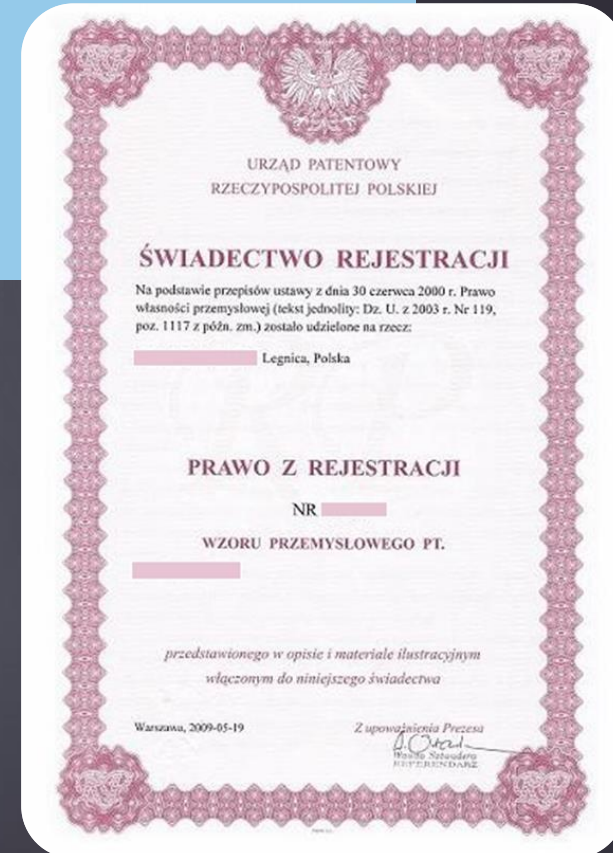 URZĄD PATENTOWY
RZECZYPOSPOLITEJ POLSKIEJ
ŚWIADECTWO REJESTRACJI
Na podstawie przepisów ustawy z dnia 30 czerwca 2000 r. Prawo
własności przemysłowej (tekst jednolity: Dz. U. z 2003 r. Nr 119,
poz. 1117 z późn. zm.) zostało udzielone na rzecz:
Legnica, Polska
PRAWO Z REJESTRACJI
NR
WZORU PRZEMYSŁOWEGO PT.
przedstawionego w opisie i materiale ilustracyjnym
włączonym do niniejszego świadectwa
Warszawa, 2009-05-19
Z upoważnienia Prezesa
REFERENDARZ